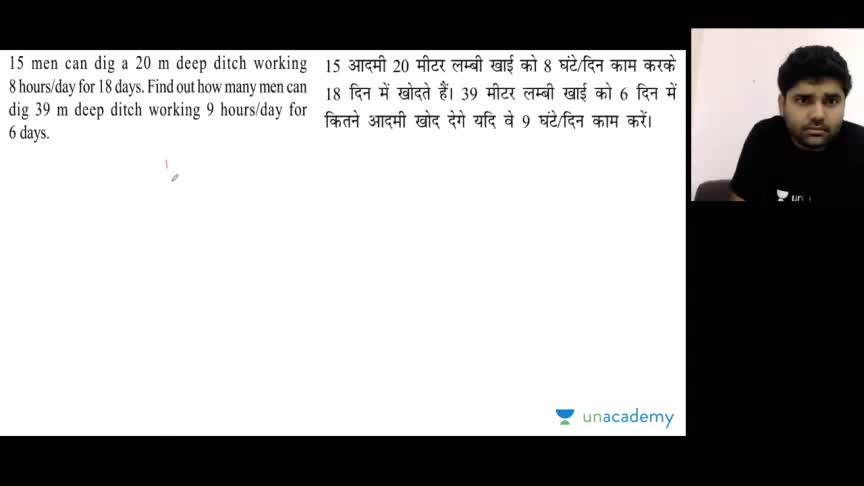 15 men can dig a 20 m deep ditch working
8 hours/day for 18 days. Find out how many men can
dig 39 m deep ditch working 9 hours/day for
6 days.
15 आदमी 20 मीटर लम्बी खाई को 8 घंटे/दिन काम करके
18 दिन में खोदते हैं। 39 मीटर लम्बी खाई को 6 दिन में
कितने आदमी खोद देगे यदि वे 9 घंटे/दिन काम करें।
unacademy